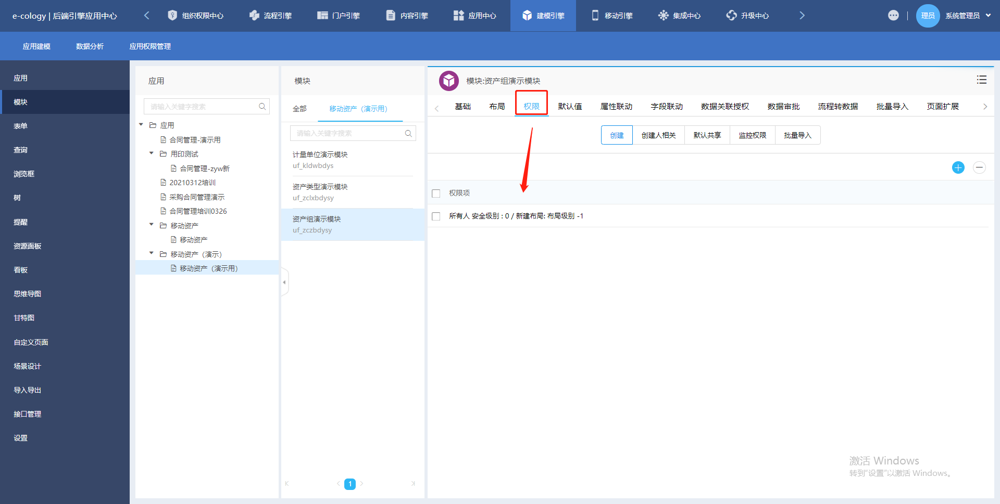 e-cology | 后端引擎应用中心
组织权限中心
流程引擎
门户引擎
内容引擎
应用中心
建模引擎
移动引擎
集成中心
升级中心
理员
系统管理员
应用建模
数据分析
应用权限管理
应用
模块
表单
查询
浏览框
树
提醒
资源面板
看板
思维导图
甘特图
自定义页面
场景设计
导入导出
接口管理
设置
应用
请输入关键字搜索
应用
合同管理-演示用
用印测试
合同管理-zyw新
20210312培训
采购合同管理演示
合同管理培训0326
移动资产
移动资产
移动资产（演示）
移动资产（演示用）
模块
全部
移动资产（演示用）
请输入关键字搜索
计量单位演示模块
uf_kldwbdys
资产类型演示模块
uf_zclxbdysy
资产组演示模块
uf_zczbdysy
1
模块:资产组演示模块
基础
布局
权限
默认值
属性联动
字段联动
数据关联授权
数据审批
流程转数据
批量导入
页面扩展
创建
创建人相关
默认共享
监控权限
批量导入
权限项
所有人 安全级别 : 0 / 新建布局: 布局级别 -1
激活 Windows
转到"设置"以激活 Windows。